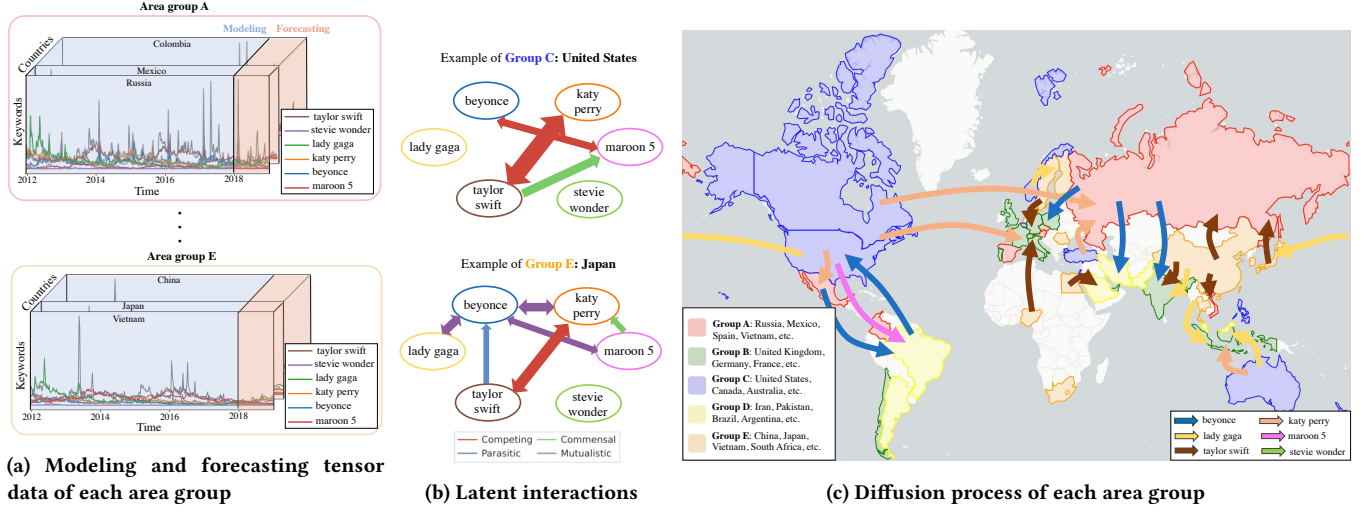 Area group A
Modeling Forecasting
Countries
Colombia
Mexico
Russia
Keywords
taylor swift
stevie wonder
lady gaga
katy perry
beyonce
maroon 5
2012 2014 2016 2018
Time
Area group E
Countries
China
Japan
Vietnam
Keywords
taylor swift
stevie wonder
lady gaga
katy perry
beyonce
maroon 5
2012 2014 2016 2018
Time
(a) Modeling and forecasting tensor
data of each area group
Example of Group C: United States
beyonce
katy
perry
lady gaga
maroon 5
taylor
swift
stevie
wonder
Example of Group E: Japan
beyonce
katy
perry
lady gaga
maroon 5
taylor
swift
stevie
wonder
Competing Commensal
Parasitic Mutualistic
(b) Latent interactions
Group A: Russia, Mexico,
Spain, Vietnam, etc.
Group B: United Kingdom,
Germany, France, etc.
Group C: United States,
Canada, Australia, etc.
Group D: Iran, Pakistan,
Brazil, Argentina, etc.
Group E: China, Japan,
Vietnam, South Africa, etc.
beyonce katy perry
lady gaga maroon 5
taylor swift stevie wonder
(c) Diffusion process of each area group